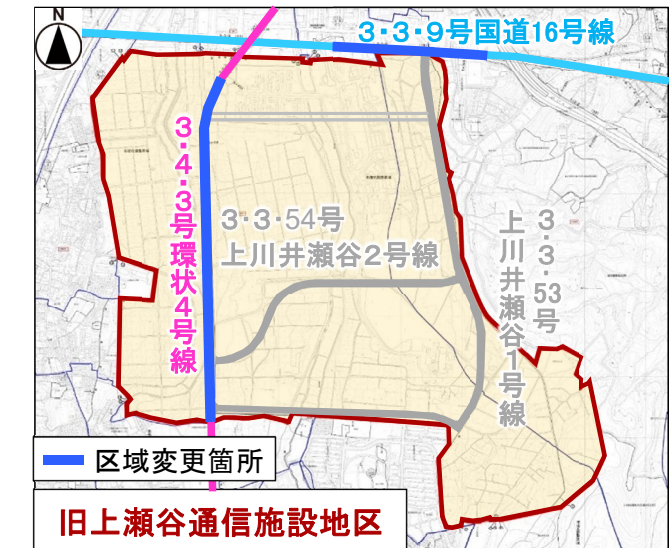 N
3・3・9号国道16号線
3・4・3号環状4号線
3・3・54号
上川井瀬谷2号線
3・3・53号
上川井瀬谷1号線
区域変更箇所
旧上瀬谷通信施設地区